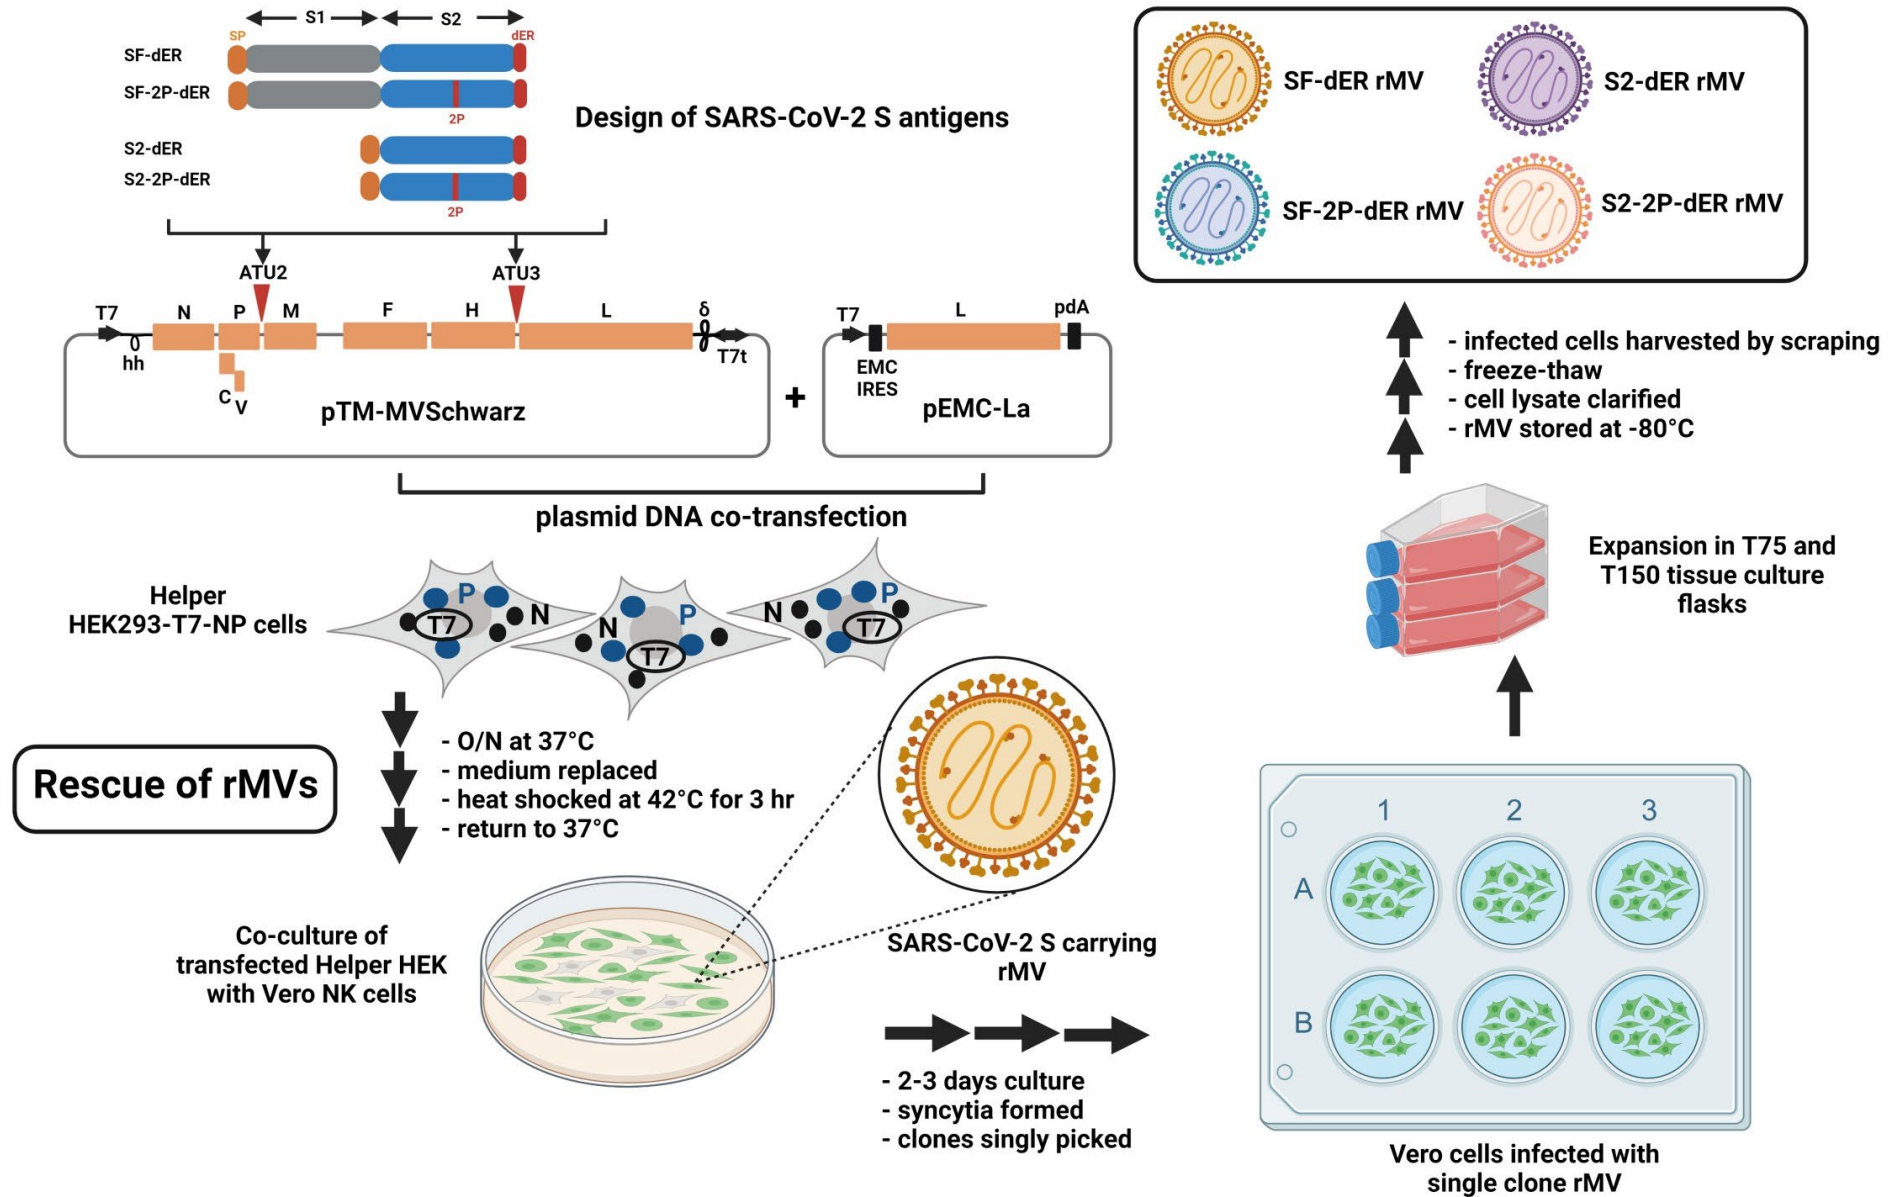 S1
S2
SP
dER
SF-dER
SF-2P-dER
2P
Design of SARS-CoV-2 S antigens
S2-dER
S2-2P-dER
2P
ATU2
ATU3
T7
N
P
M
F
H
L
δ
hh
T7t
C
V
pTM-MVSchwarz
+
T7
L
pdA
EMC
IRES
pEMC-La
plasmid DNA co-transfection
Helper
HEK293-T7-NP cells
P
N
T7
N
P
T7
N
P
T7
Rescue of rMVs
- O/N at 37°C
- medium replaced
- heat shocked at 42°C for 3 hr
- return to 37°C
Co-culture of
transfected Helper HEK
with Vero NK cells
SARS-CoV-2 S carrying
rMV
- 2-3 days culture
- syncytia formed
- clones singly picked
1
2
3
A
B
Vero cells infected with
single clone rMV
Expansion in T75 and
T150 tissue culture
flasks
- infected cells harvested by scraping
- freeze-thaw
- cell lysate clarified
- rMV stored at -80°C
SF-dER rMV
S2-dER rMV
SF-2P-dER rMV
S2-2P-dER rMV